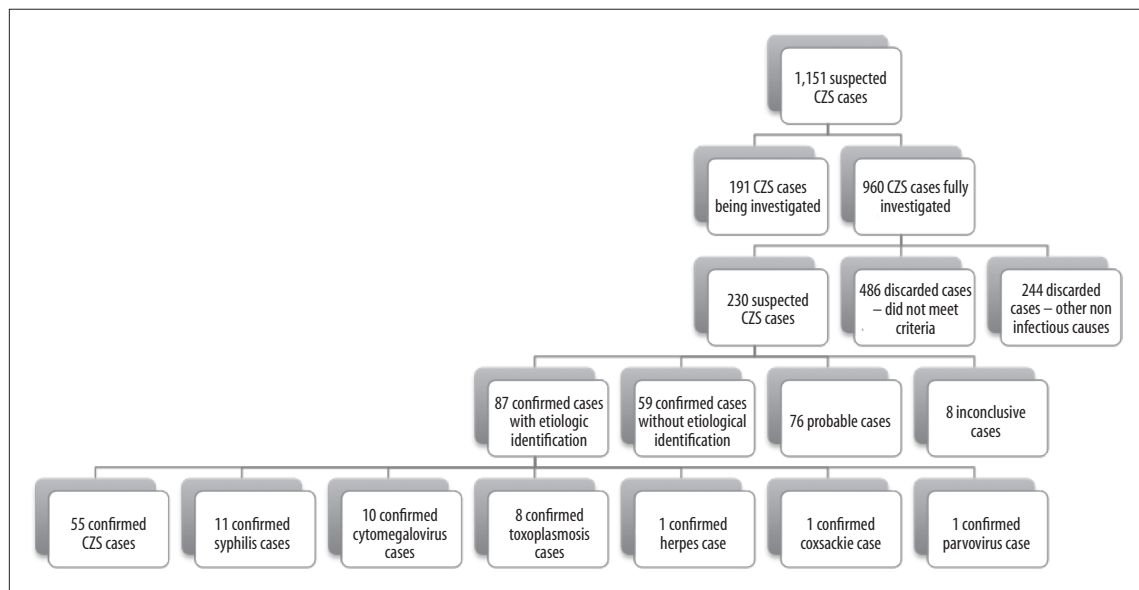 1,151 suspected
CZS cases
191 CZS cases
being investigated
960 CZS cases fully
investigated
230 suspected
CZS cases
486 discarded cases
– did not meet
criteria
244 discarded
cases – other non
infectious causes
87 confirmed cases
with etiologic
identification
59 confirmed cases
without etiological
identification
76 probable cases
8 inconclusive
cases
55 confirmed
CZS cases
11 confirmed
syphilis cases
10 confirmed
cytomegalovirus
cases
8 confirmed
toxoplasmosis
cases
1 confirmed
herpes case
1 confirmed
coxsackie case
1 confirmed
parvovirus case